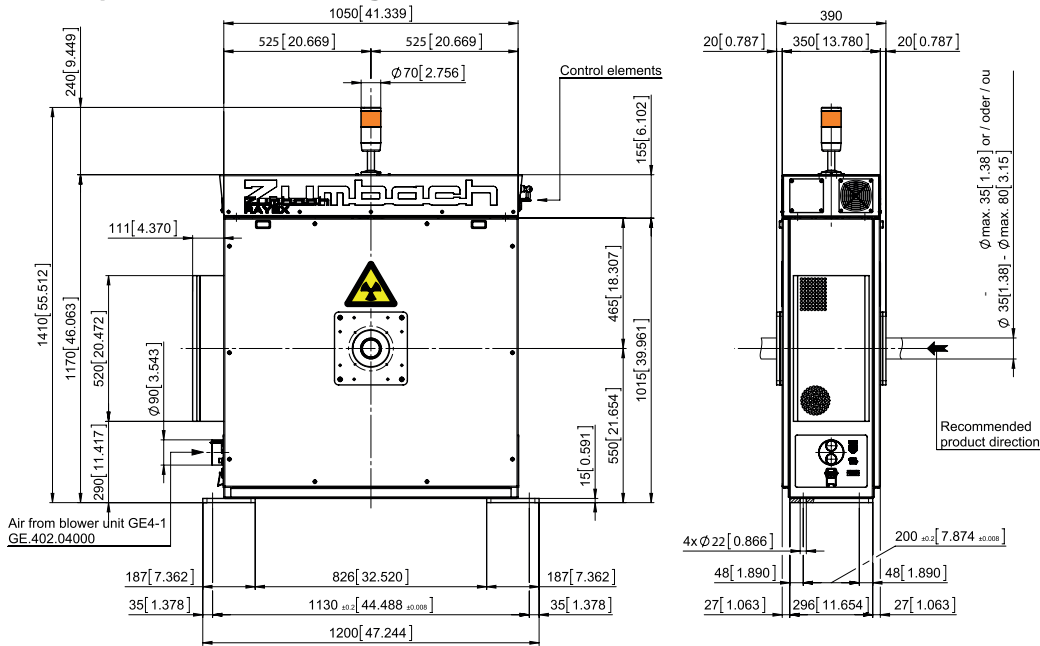 1050[41.339]
390
525[20.669]
525[20.669]
20[0.787]
350[13.780]
20[0.787]
240[9.449]
Ø70[2.756]
Control elements
155[6.102]
Ø max. 35[1.38] or / oder / ou
Ø 35[1.38] - Ø max. 80[3.15]
-
Zumbach
Zumbach
RAYEX
111[4.370]
1410[55.512]
1170[46.063]
520[20.472]
Ø90[3.543]
290[11.417]
465[18.307]
1015[39.961]
550[21.654]
15[0.591]
Recommended
product direction
Air from blower unit GE4-1
GE.402.04000
4xØ22[0.866]
200 ±0.2[7.874 ±0.008]
187[7.362]
826[32.520]
187[7.362]
48[1.890]
48[1.890]
35[1.378]
1130 ±0.2[44.488 ±0.008]
35[1.378]
27[1.063]
296[11.654]
27[1.063]
1200[47.244]